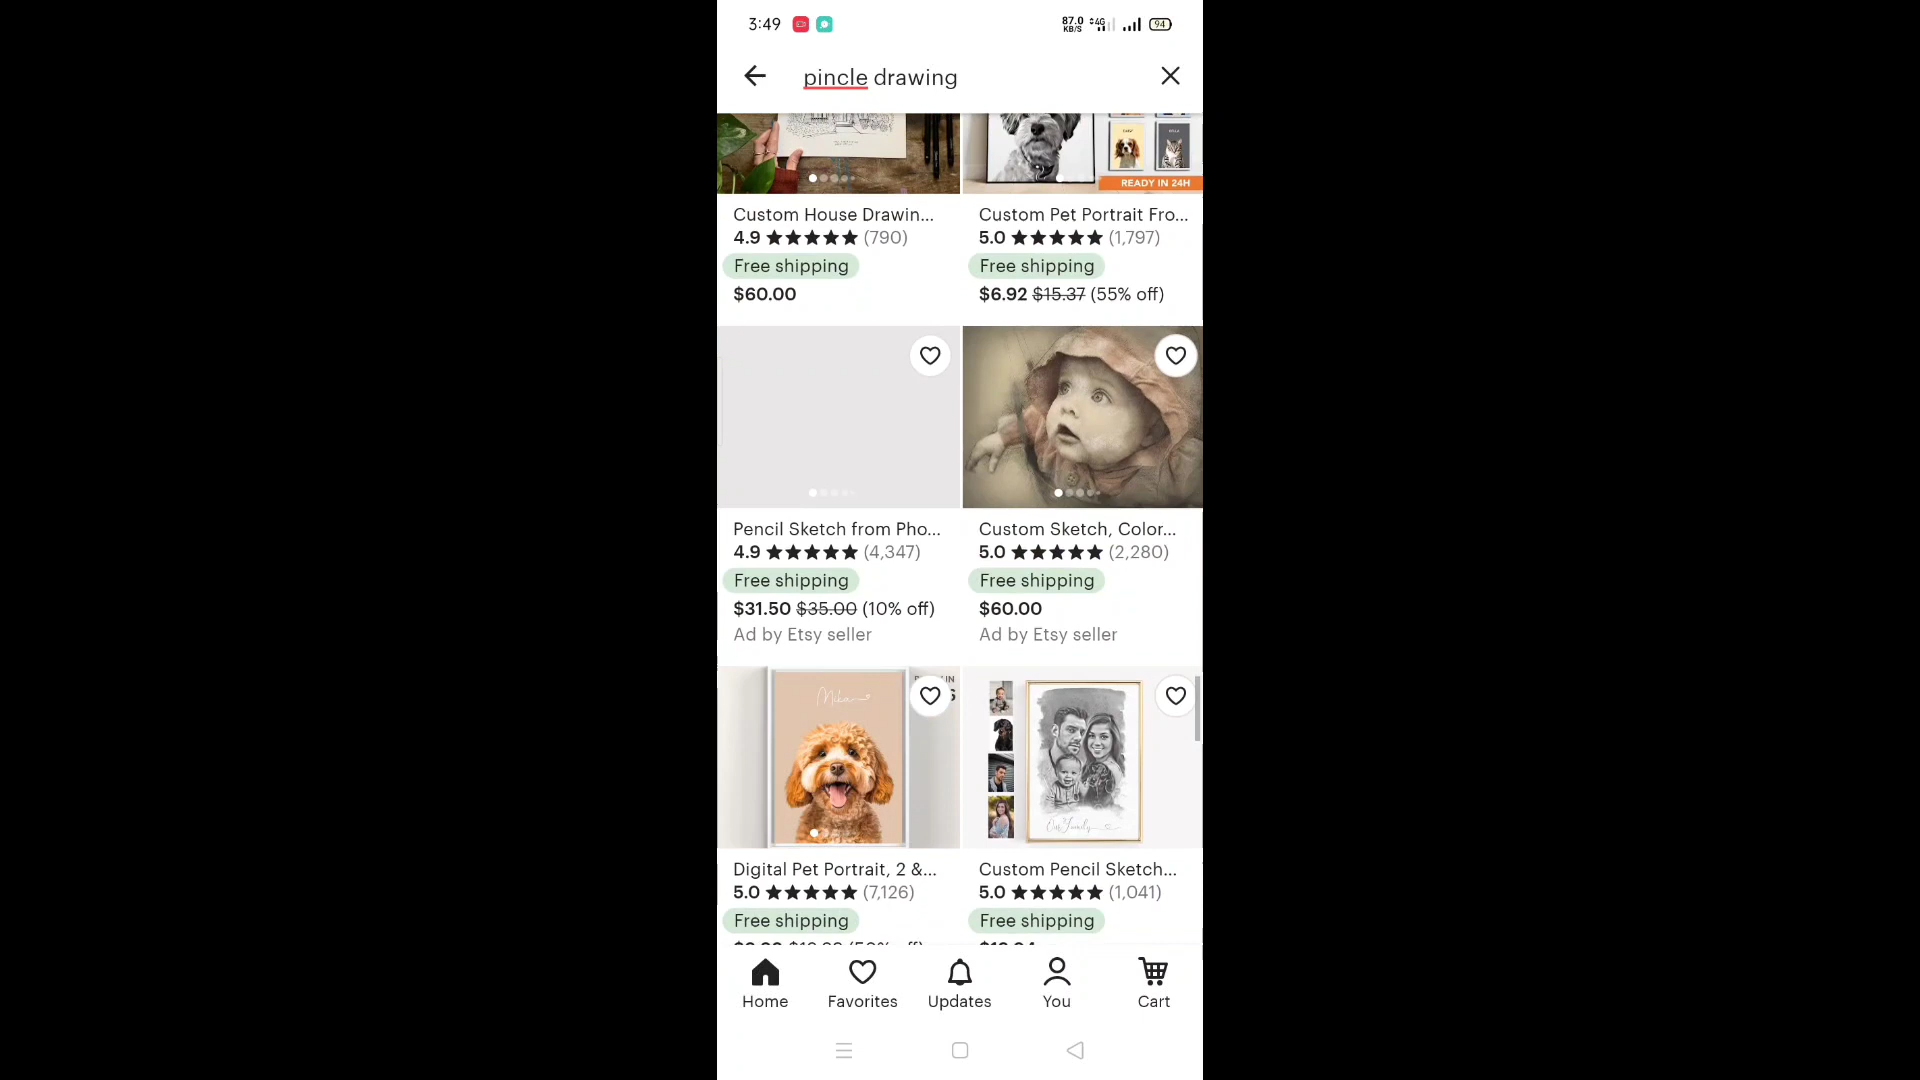 3:49
87.0 KB/S 4G 94
pincle drawing
READY IN 24H
Custom House Drawin...
4.9 (790)
Free shipping
$60.00
Custom Pet Portrait Fro...
5.0 (1,797)
Free shipping
$6.92 $15.37 (55% off)
Pencil Sketch from Pho...
4.9 (4,347)
Free shipping
$31.50 $35.00 (10% off)
Ad by Etsy seller
Custom Sketch, Color...
5.0 (2,280)
Free shipping
$60.00
Ad by Etsy seller
Mika
Our Family
Digital Pet Portrait, 2 &...
5.0 (7,126)
Free shipping
Custom Pencil Sketch...
5.0 (1,041)
Free shipping
Home
Favorites
Updates
You
Cart